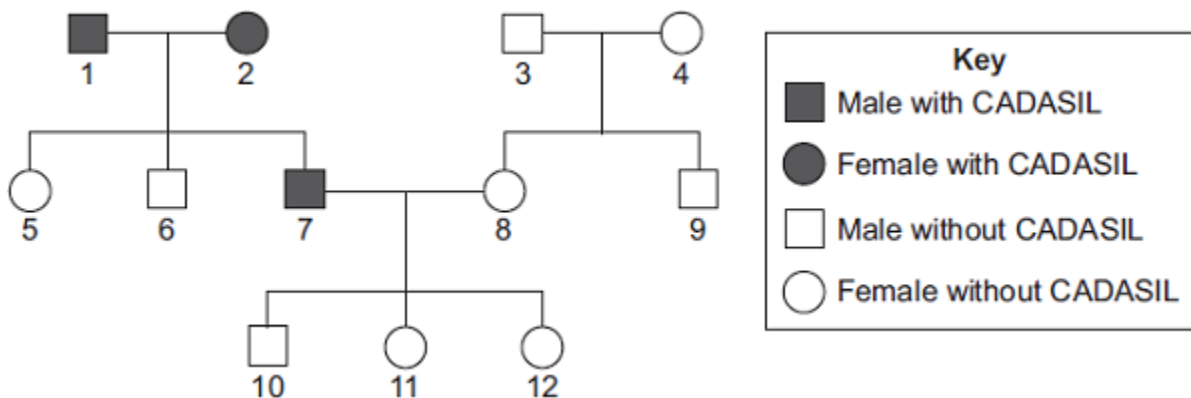 1 2 3 4
5 6 7 8 9
10 11 12
Key
Male with CADASIL
Female with CADASIL
Male without CADASIL
Female without CADASIL